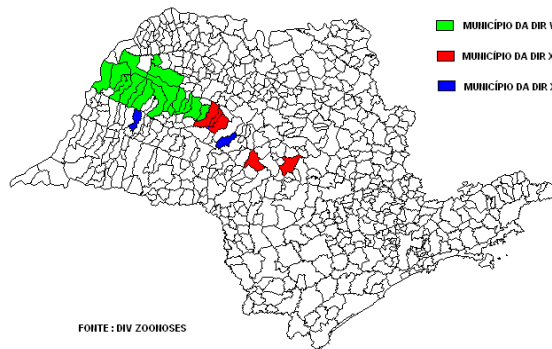 MUNICÍPIO DA DIR V
MUNICÍPIO DA DIR X
MUNICÍPIO DA DIR X
FONTE : DIV ZOONOSES